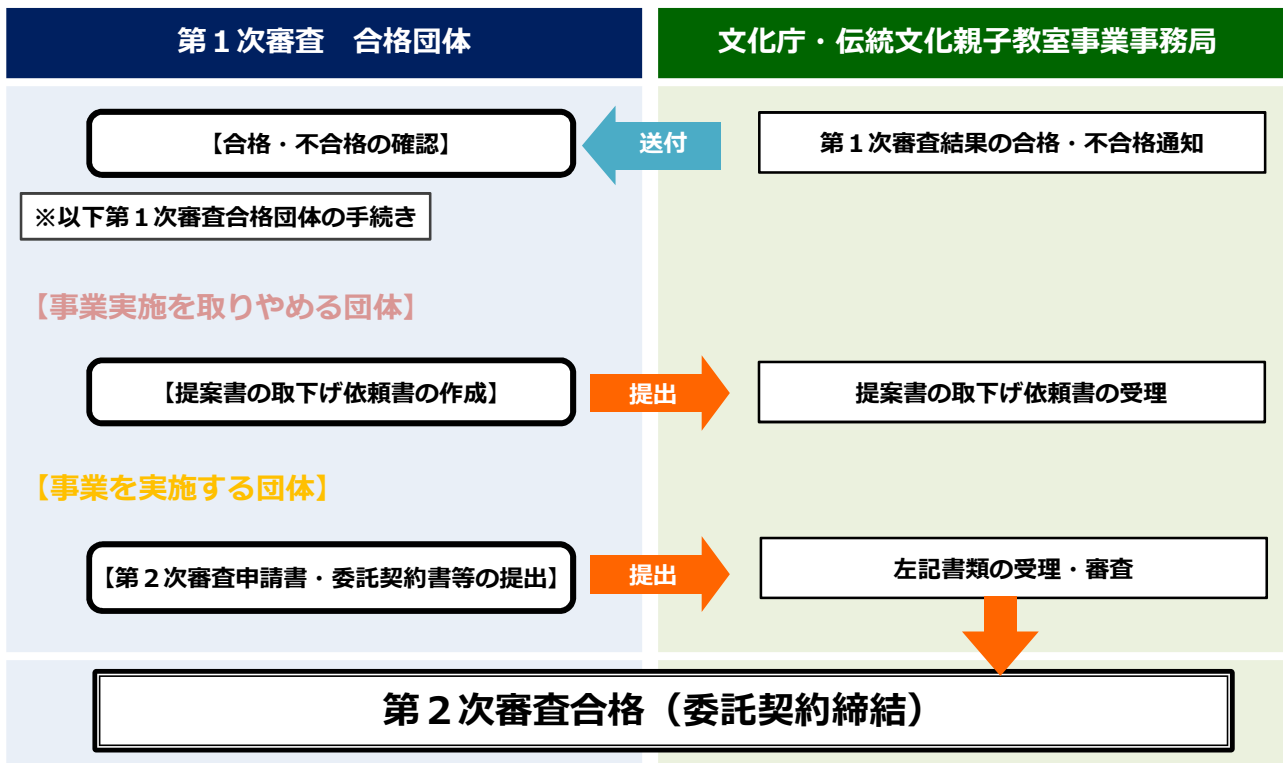 第１次審査　合格団体
文化庁・伝統文化親子教室事業事務局
【合格・不合格の確認】
送付
第１次審査結果の合格・不合格通知
※以下第１次審査合格団体の手続き
【事業実施を取りやめる団体】
【提案書の取下げ依頼書の作成】
提出
提案書の取下げ依頼書の受理
【事業を実施する団体】
【第２次審査申請書・委託契約書等の提出】
提出
左記書類の受理・審査
第２次審査合格（委託契約締結）